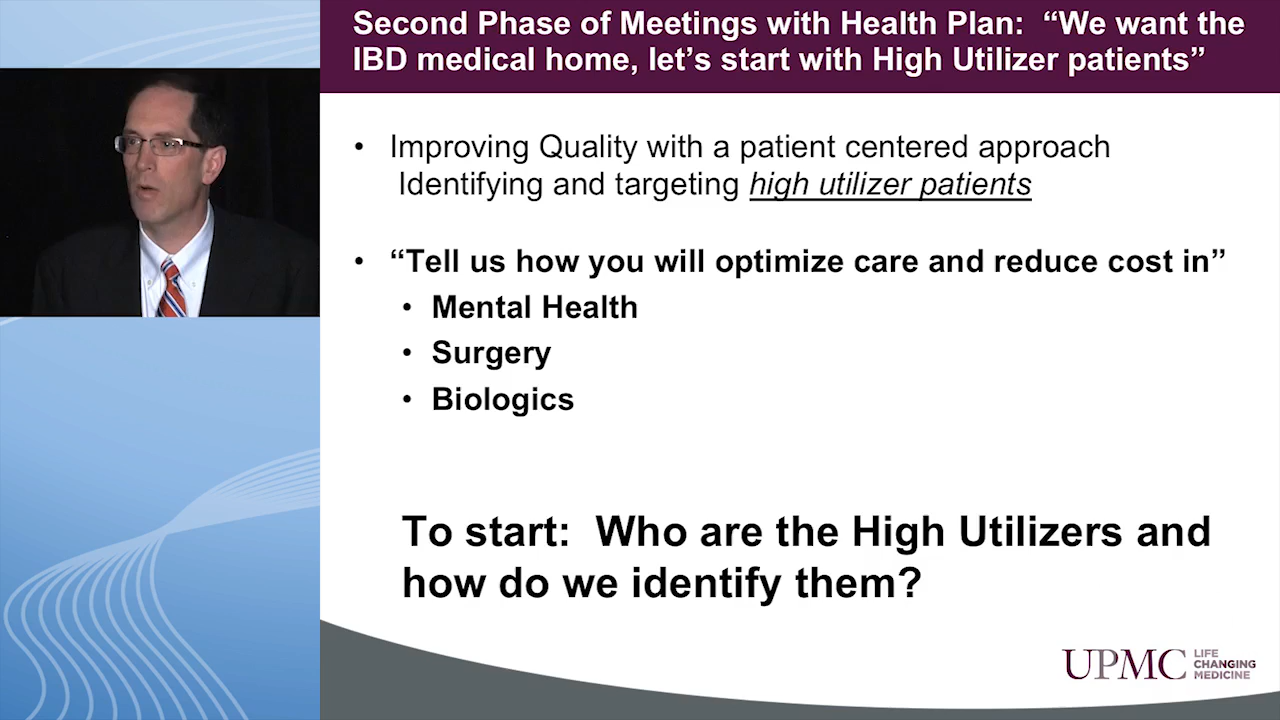 Second Phase of Meetings with Health Plan: “We want the
IBD medical home, let’s start with High Utilizer patients”
• Improving Quality with a patient centered approach
Identifying and targeting high utilizer patients
• “Tell us how you will optimize care and reduce cost in”
• Mental Health
• Surgery
• Biologics
To start: Who are the High Utilizers and
how do we identify them?
UPMC LIFE
CHANGING
MEDICINE